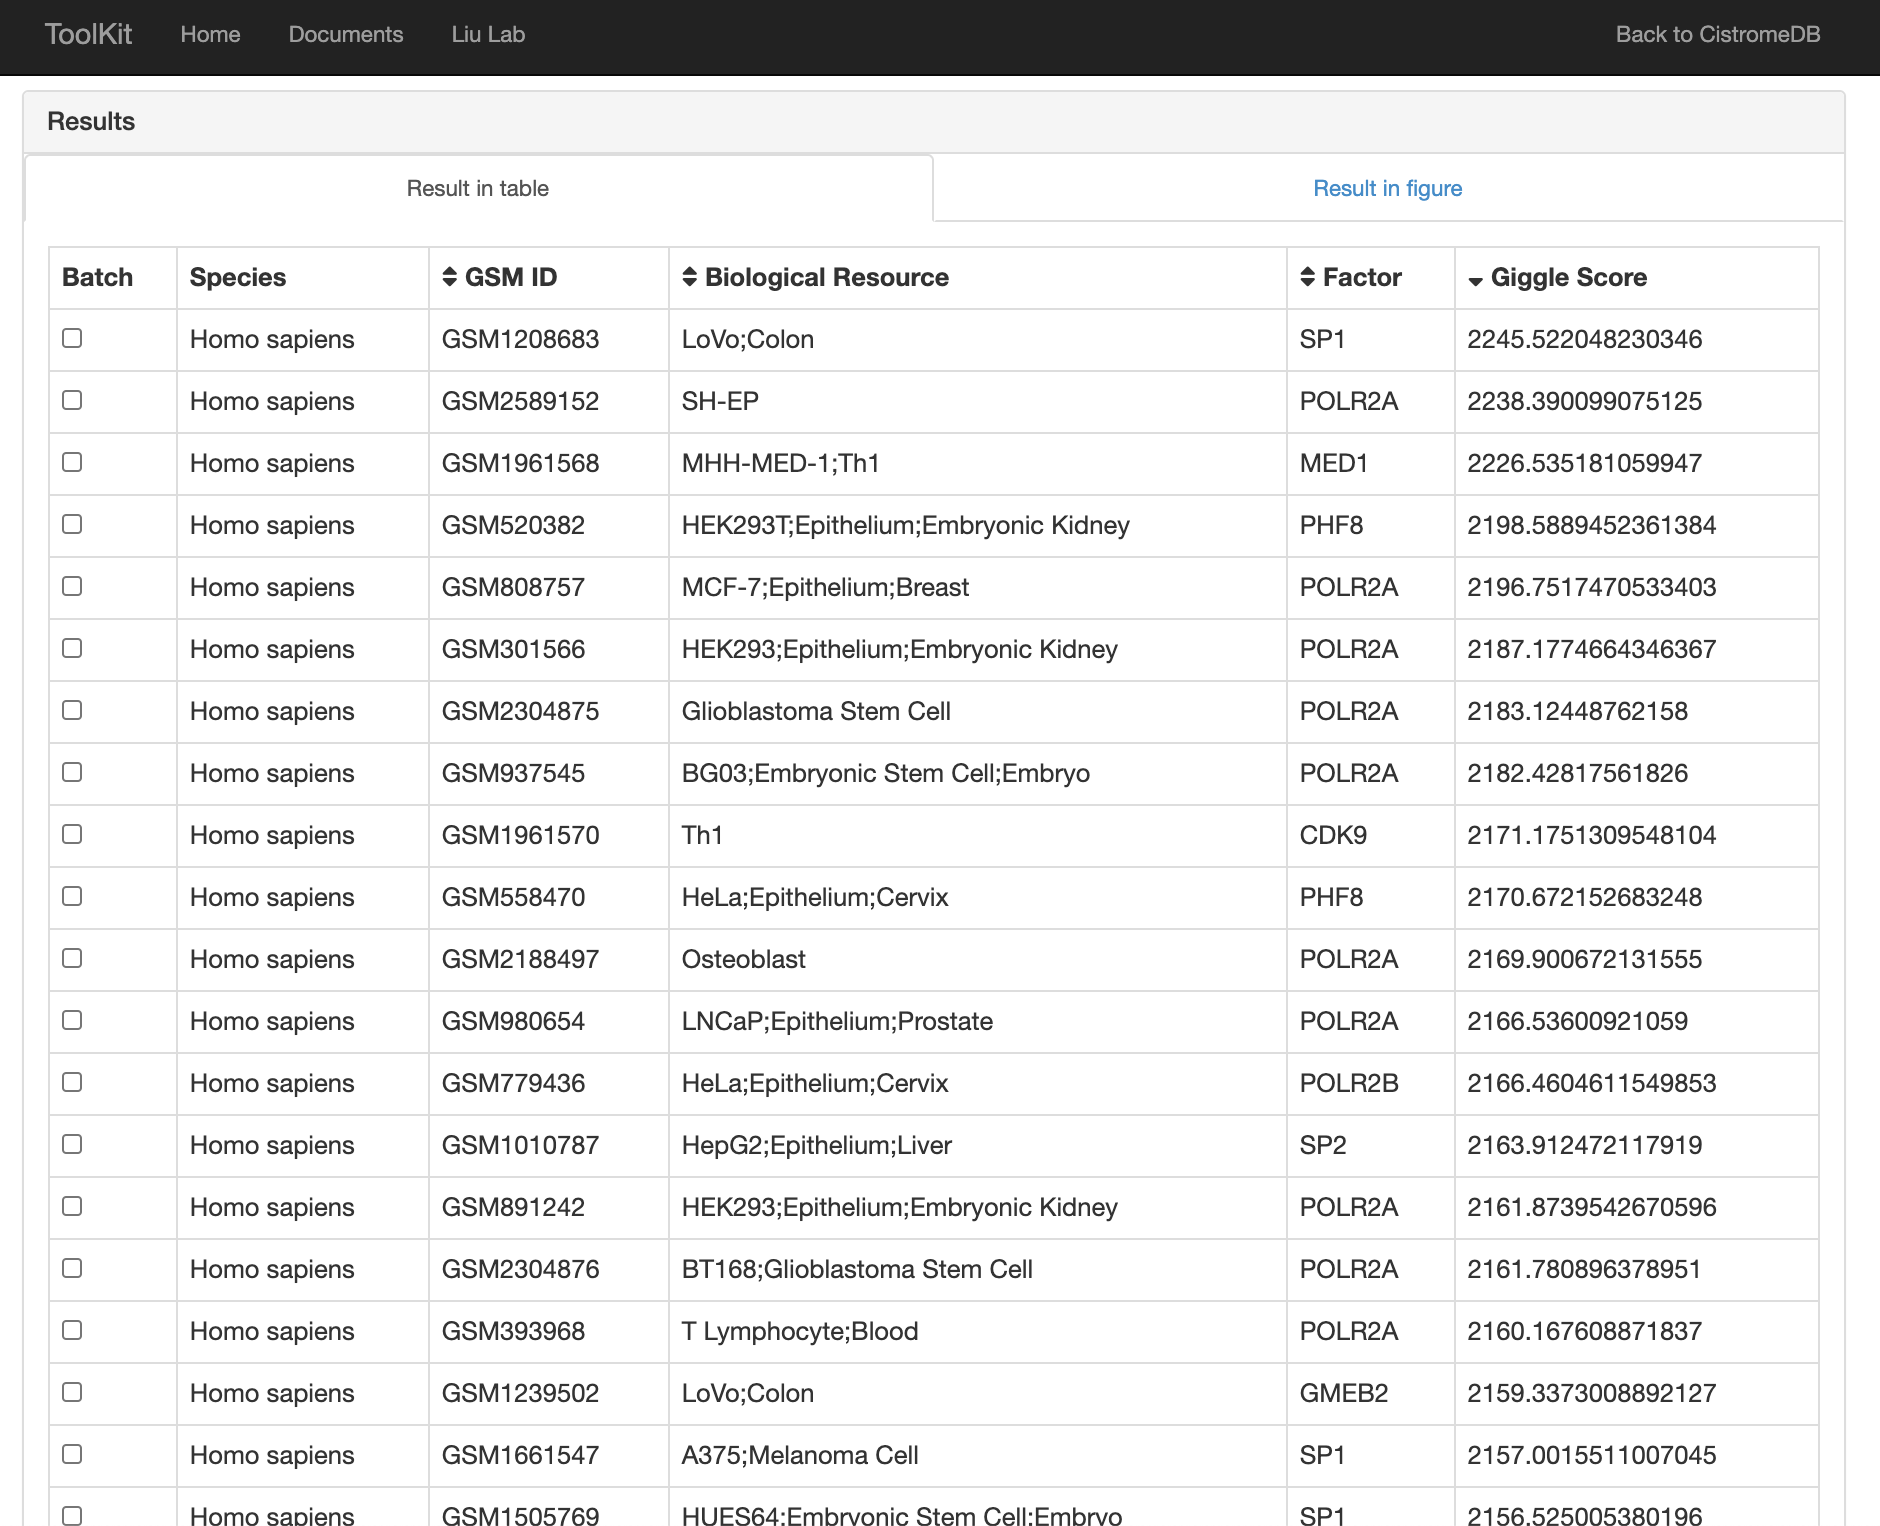 ToolKit Home Documents Liu Lab Back to CistromeDB
Results
Result in table Result in figure
Batch Species GSM ID Biological Resource Factor Giggle Score
Homo sapiens GSM1208683 LoVo;Colon SP1 2245.522048230346
Homo sapiens GSM2589152 SH-EP POLR2A 2238.390099075125
Homo sapiens GSM1961568 MHH-MED-1;Th1 MED1 2226.535181059947
Homo sapiens GSM520382 HEK293T;Epithelium;Embryonic Kidney PHF8 2198.5889452361384
Homo sapiens GSM808757 MCF-7;Epithelium;Breast POLR2A 2196.7517470533403
Homo sapiens GSM301566 HEK293;Epithelium;Embryonic Kidney POLR2A 2187.1774664346367
Homo sapiens GSM2304875 Glioblastoma Stem Cell POLR2A 2183.12448762158
Homo sapiens GSM937545 BG03;Embryonic Stem Cell;Embryo POLR2A 2182.42817561826
Homo sapiens GSM1961570 Th1 CDK9 2171.1751309548104
Homo sapiens GSM558470 HeLa;Epithelium;Cervix PHF8 2170.672152683248
Homo sapiens GSM2188497 Osteoblast POLR2A 2169.900672131555
Homo sapiens GSM980654 LNCaP;Epithelium;Prostate POLR2A 2166.53600921059
Homo sapiens GSM779436 HeLa;Epithelium;Cervix POLR2B 2166.4604611549853
Homo sapiens GSM1010787 HepG2;Epithelium;Liver SP2 2163.912472117919
Homo sapiens GSM891242 HEK293;Epithelium;Embryonic Kidney POLR2A 2161.8739542670596
Homo sapiens GSM2304876 BT168;Glioblastoma Stem Cell POLR2A 2161.780896378951
Homo sapiens GSM393968 T Lymphocyte;Blood POLR2A 2160.167608871837
Homo sapiens GSM1239502 LoVo;Colon GMEB2 2159.3373008892127
Homo sapiens GSM1661547 A375;Melanoma Cell SP1 2157.0015511007045
Homo sapiens GSM1505769 HUES64;Embryonic Stem Cell;Embryo SP1 2156.525005380196